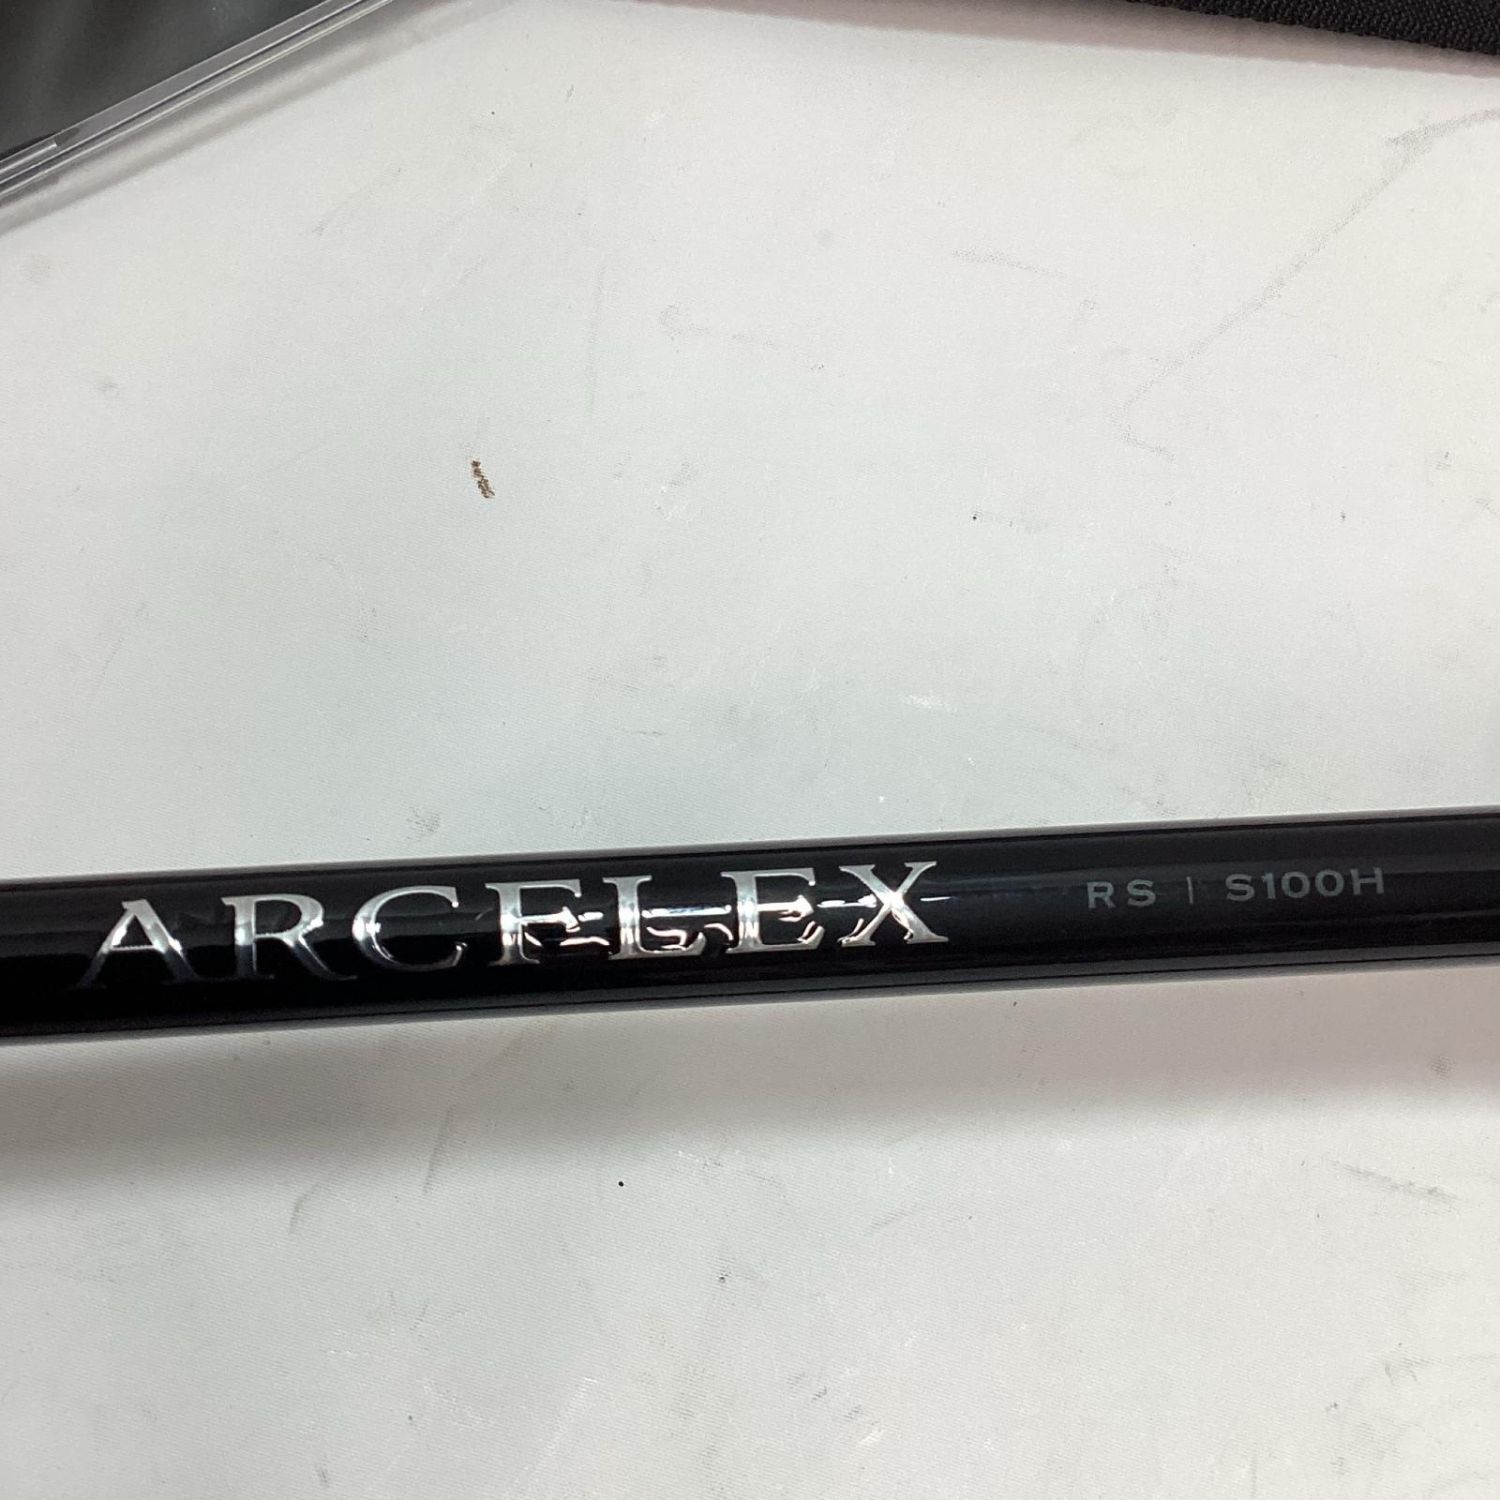 ARCFLEX RS | S100H